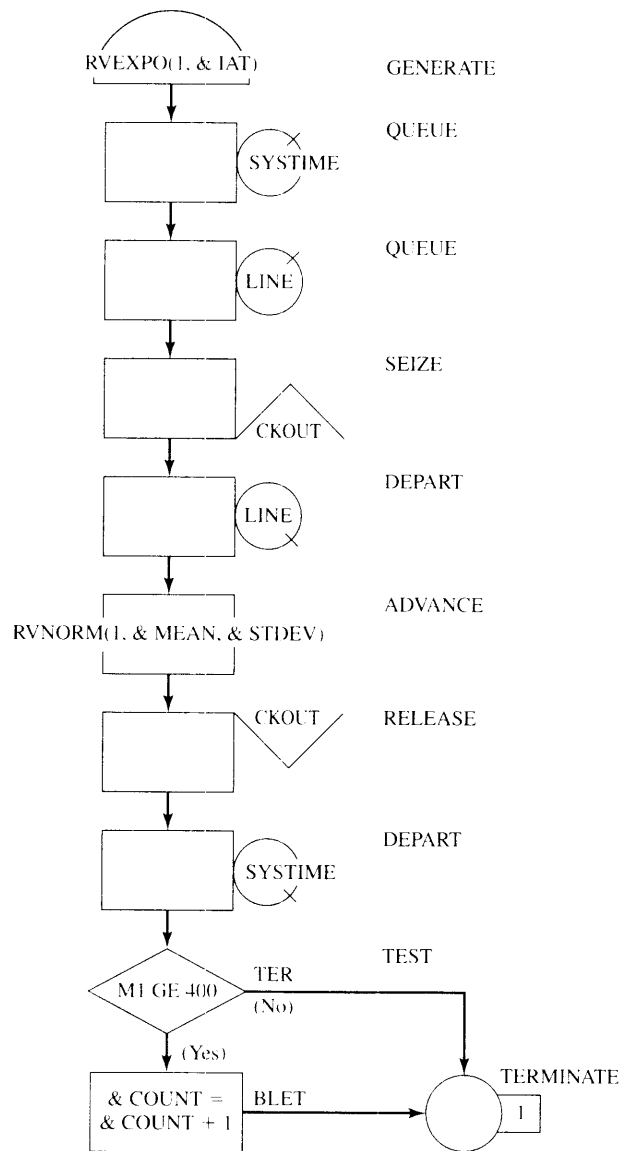 RVEXPO(1, & IAT)
GENERATE
QUEUE
SYSTIME
QUEUE
LINE
SEIZE
CKOUT
DEPART
LINE
ADVANCE
RVNORM(1, & MEAN, & STDEV)
CKOUT
RELEASE
DEPART
SYSTIME
TEST
TER
M1 GE 400
(No)
(Yes)
TERMINATE
& COUNT =
& COUNT + 1
BLET
1